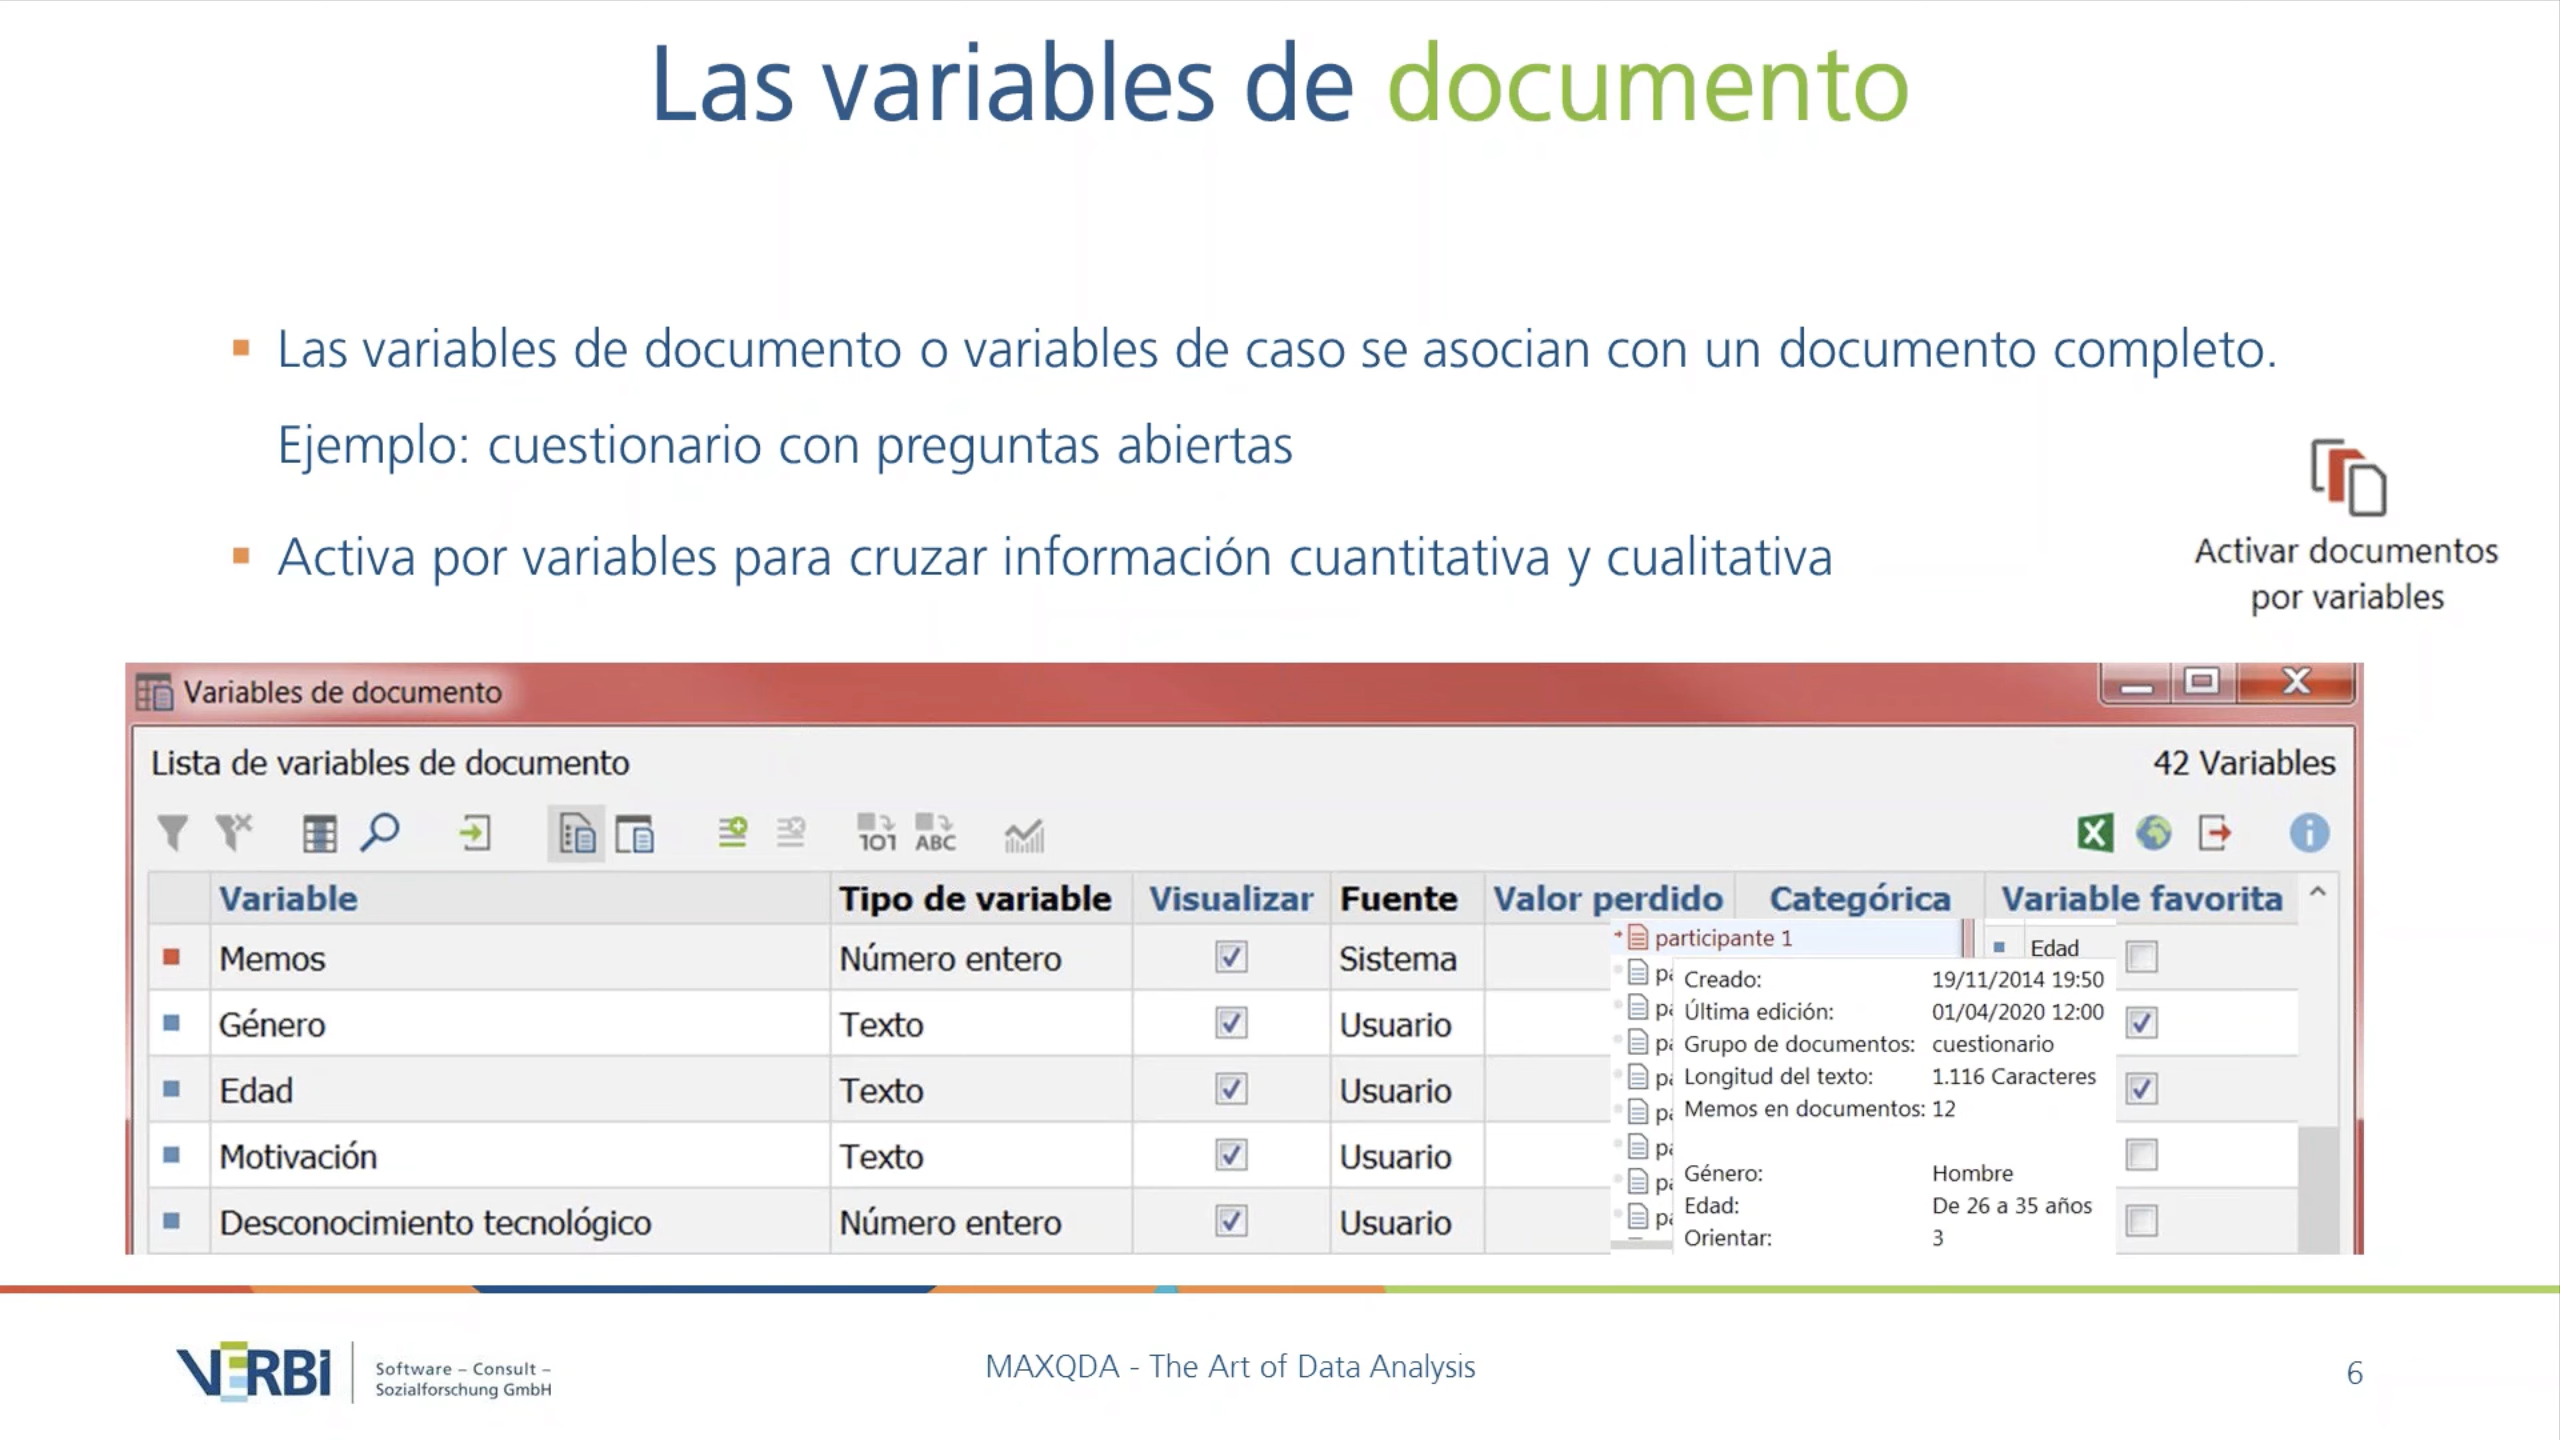 Las variables de documento
Las variables de documento o variables de caso se asocian con un documento completo.
Ejemplo: cuestionario con preguntas abiertas
Activa por variables para cruzar información cuantitativa y cualitativa
Activar documentos
por variables
Variables de documento
Lista de variables de documento
42 Variables
101 ABC
Variable Tipo de variable Visualizar Fuente Valor perdido Categórica Variable favorita
Memos Número entero Sistema
Género Texto Usuario
Edad Texto Usuario
Motivación Texto Usuario
Desconocimiento tecnológico Número entero Usuario
participante 1
Edad
Creado: 19/11/2014 19:50
Última edición: 01/04/2020 12:00
Grupo de documentos: cuestionario
Longitud del texto: 1.116 Caracteres
Memos en documentos: 12
Género: Hombre
Edad: De 26 a 35 años
Orientar: 3
VERBI
Software – Consult –
Sozialforschung GmbH
MAXQDA - The Art of Data Analysis
6